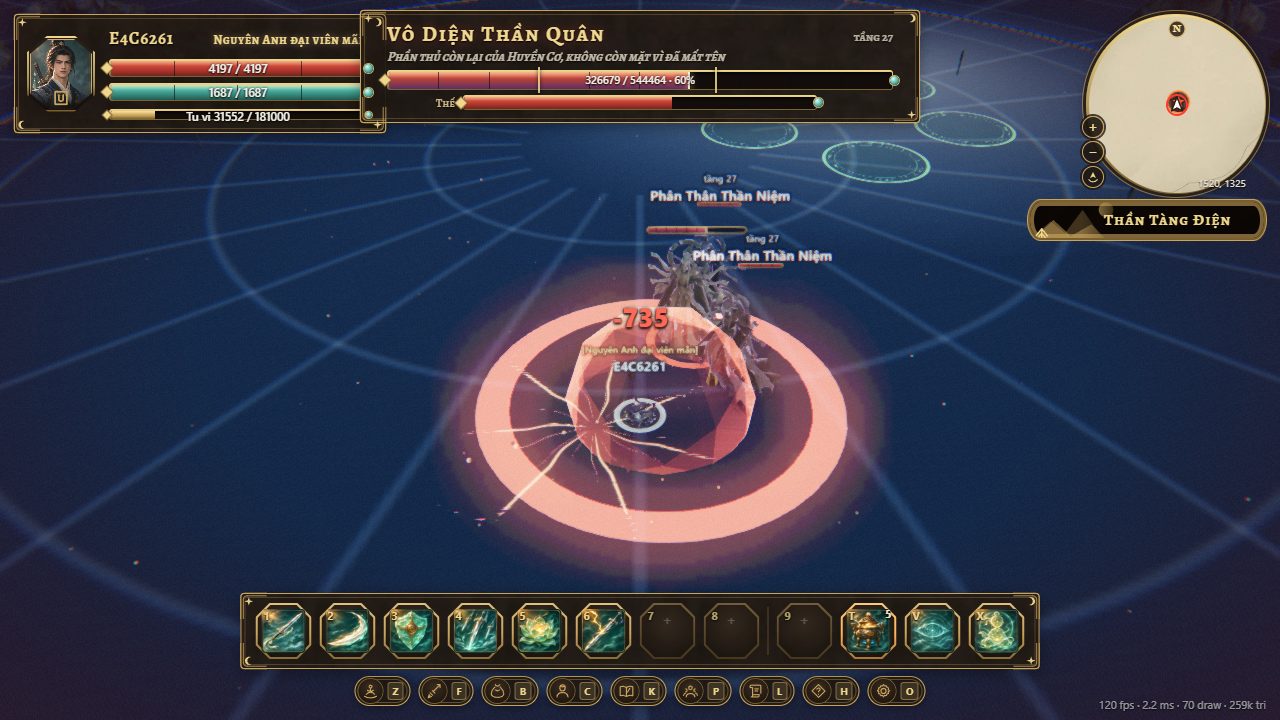 E4C6261
Nguyên Anh đại viên mã
4197 / 4197
1687 / 1687
Tu vi 31552 / 181000
U
Vô Diện Thần Quân
tầng 27
Phần thủ còn lại của Huyền Cơ, không còn mặt vì đã mất tên
326679 / 544464 · 60%
Thế
N
+
−
1520, 1325
Thần Tàng Điện
tầng 27
Phân Thân Thần Niệm
tầng 27
Phân Thân Thần Niệm
-735
[Nguyên Anh đại viên mãn]
E4C6261
1 2 3 4 5 6 7 8 9 T 5 V X
Z F B C K P L H O
120 fps · 2.2 ms · 70 draw · 259k tri